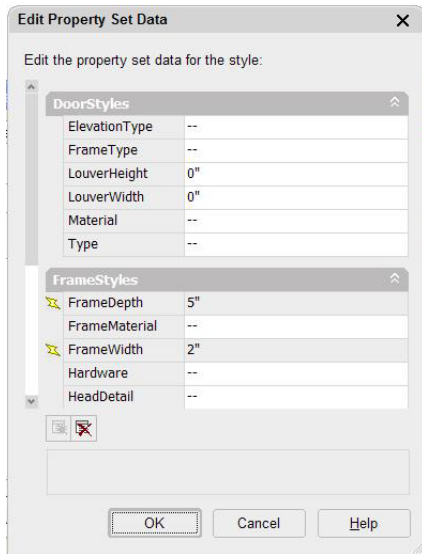 Edit Property Set Data
Edit the property set data for the style:
DoorStyles
ElevationType --
FrameType --
LouverHeight 0"
LouverWidth 0"
Material --
Type --
FrameStyles
FrameDepth 5"
FrameMaterial --
FrameWidth 2"
Hardware --
HeadDetail --
OK Cancel Help